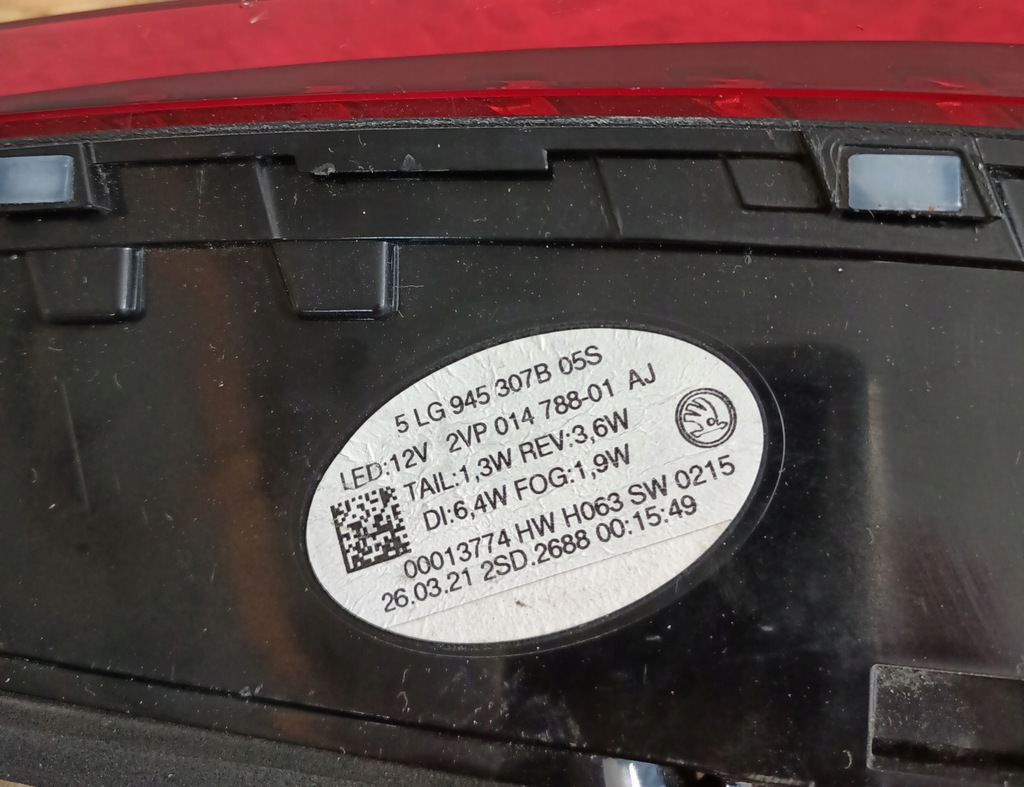 5 LG 945 307B 05S
LED:12V 2VP 014 788-01 AJ
TAIL:1,3W REV:3,6W
DI:6,4W FOG:1,9W
00013774 HW H063 SW 0215
26.03.21 2SD.2688 00:15:49